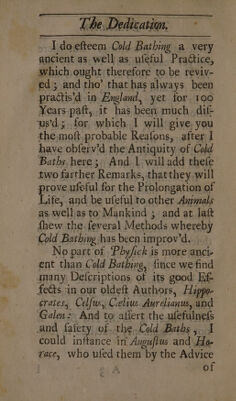 The Dedication.
I do esteem Cold Bathing a very
ancient as well as useful Practice,
which ought therefore to be reviv-
ed; and tho' that has always been
practis'd in England, yet for 100
Years past, it has been much dis-
us'd; for which I will give you
the most probable Reasons, after I
have observ'd the Antiquity of Cold
Baths here; And I will add these
two farther Remarks, that they will
prove useful for the Prolongation of
Life, and be useful to other Animals
as well as to Mankind; and at last
shew the several Methods whereby
Cold Bathing has been improv'd.
No part of Physick is more anci-
ent than Cold Bathing, since we find
many Descriptions of its good Ef-
fects in our oldest Authors, Hippo-
crates, Celsus, Cælius Aurelianus, and
Galen: And to assert the usefulness
and safety of the Cold Baths, I
could instance in Augustus and Ho-
race, who used them by the Advice
of